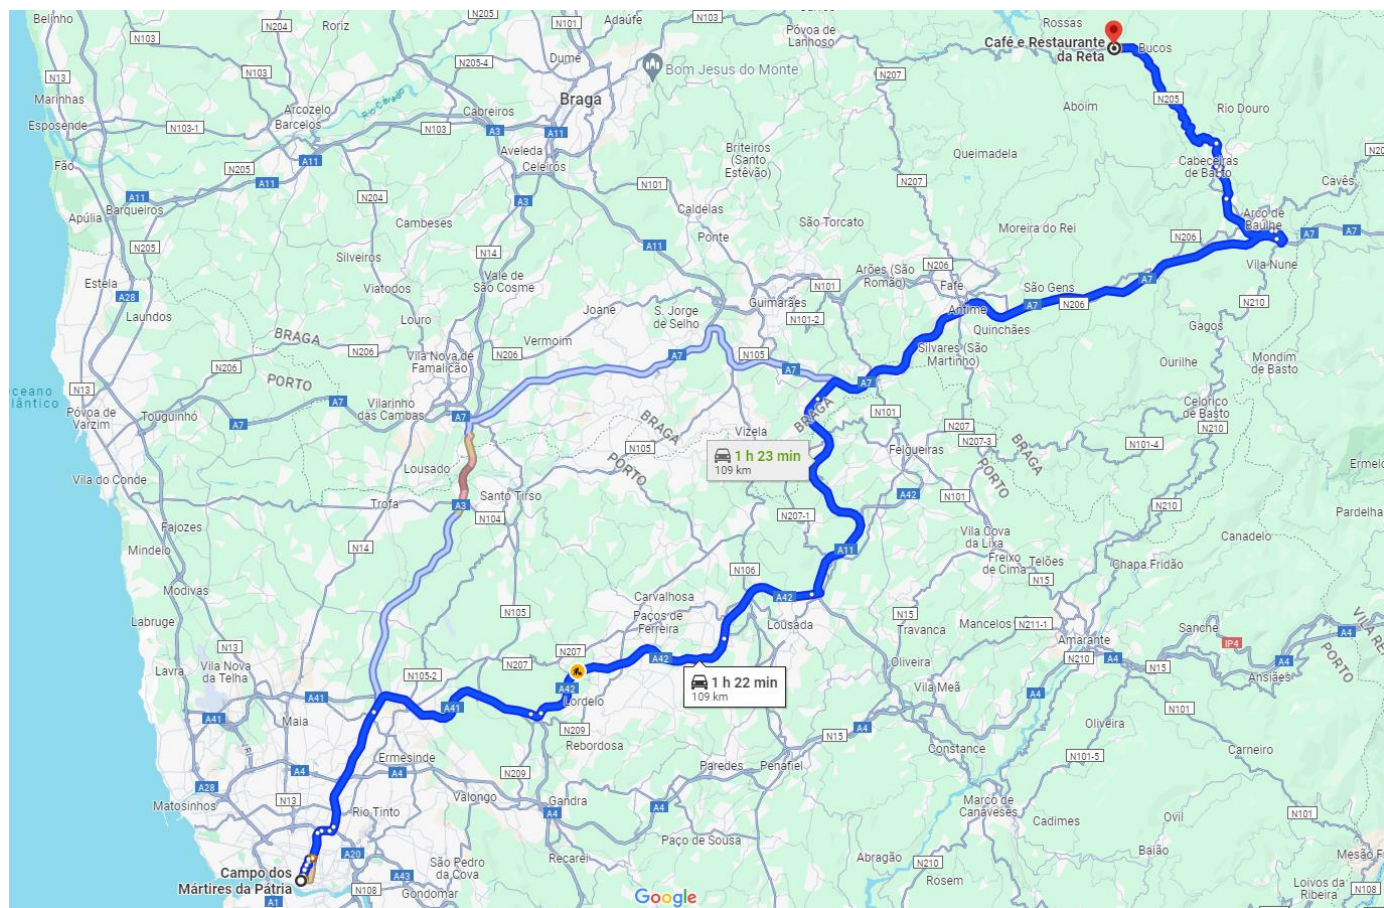 Belinho
N103
N204
Roriz
N205
N101
Adaúfe
N103
Póvoa de
Lanhoso
Rossas
Café e Restaurante
da Reta
Bucos
N103
N205-4
Dume
Bom Jesus do Monte
N207
N13
Marinhas
Braga
N205
Rio Douro
Aboim
Esposende
N103-1
Arcozelo
Barcelos
Rio Cávado
Cabreiros
N103
A3
A11
Aveleda
Celeiros
Fão
A11
N205
A11
Briteiros
(Santo
Estêvão)
Queimadela
Cabeceiras
de Basto
Cavês
N101
N207
A11
Barqueiros
Apúlia
N204
A3
Cambeses
Caldelas
São Torcato
Arco de
Baúlhe
Moreira do Rei
N206
A7
A7
N205
N14
Ponte
A11
Silveiros
Vale de
São Cosme
Vila Nune
Estela
A28
Viatodos
Arões (São
Romão)
N206
Fafe
São Gens
A7
N210
Laundos
Louro
Joane
S. Jorge
de Selho
Guimarães
N101
N101-2
Antime
A7
N206
Quinchães
Gagos
BRAGA
N206
Vermoim
N206
Vila Nova de
Famalicão
A7
N105
Silvares (São
Martinho)
Ourilhe
Mondim
de Basto
N206
PORTO
N13
ceano
lântico
Póvoa de
Varzim
Touguinhó
Vilarinho
das Cambas
A7
A7
A7
A7
A7
BRAGA
N101
BRAGA
Celorico
de Basto
N210
N207
N207-3
N101-4
BRAGA
N105
Vizela
1 h 23 min
109 km
Felgueiras
PORTO
PORTO
Lousado
Vila do Conde
Ermelo
Trofa
A3
Santo Tirso
N104
A42
N101
N210
Pardelhas
Fajozes
N207-1
Vila Cova
da Lixa
Canadelo
Mindelo
N14
A11
Freixo
de Cima
Telões
N15
Chapa
Fridão
Modivas
N106
N105
Carvalhosa
A42
Paços de
Ferreira
Lousada
N15
Travanca
Mancelos
N211-1
Labruge
Amarante
Sanche
IP4
A4
N13
Vila Nova
da Telha
N207
N207
A42
Oliveira
N210
N15
A4
Ansiães
PORTO
Lavra
N105-2
1 h 22 min
109 km
Vila Meã
A4
A41
A41
A42
Lordelo
A41
Maia
N209
Rebordosa
N15
A4
Oliveira
N101
Ermesinde
Constance
Carneiro
N101-5
A4
A4
N209
Paredes
Penafiel
A28
Matosinhos
N13
Valongo
Gandra
A4
A4
Marco de
Canaveses
Rio Tinto
Cadimes
Ovil
N101
Paço de Sousa
A20
São Pedro
da Cova
Recarei
Baião
Abragão
N210
Mesão
Campo dos
Mártires da Pátria
A43
N108
Gondomar
Rosem
Loivos da
Ribeira
N108
A1
Google